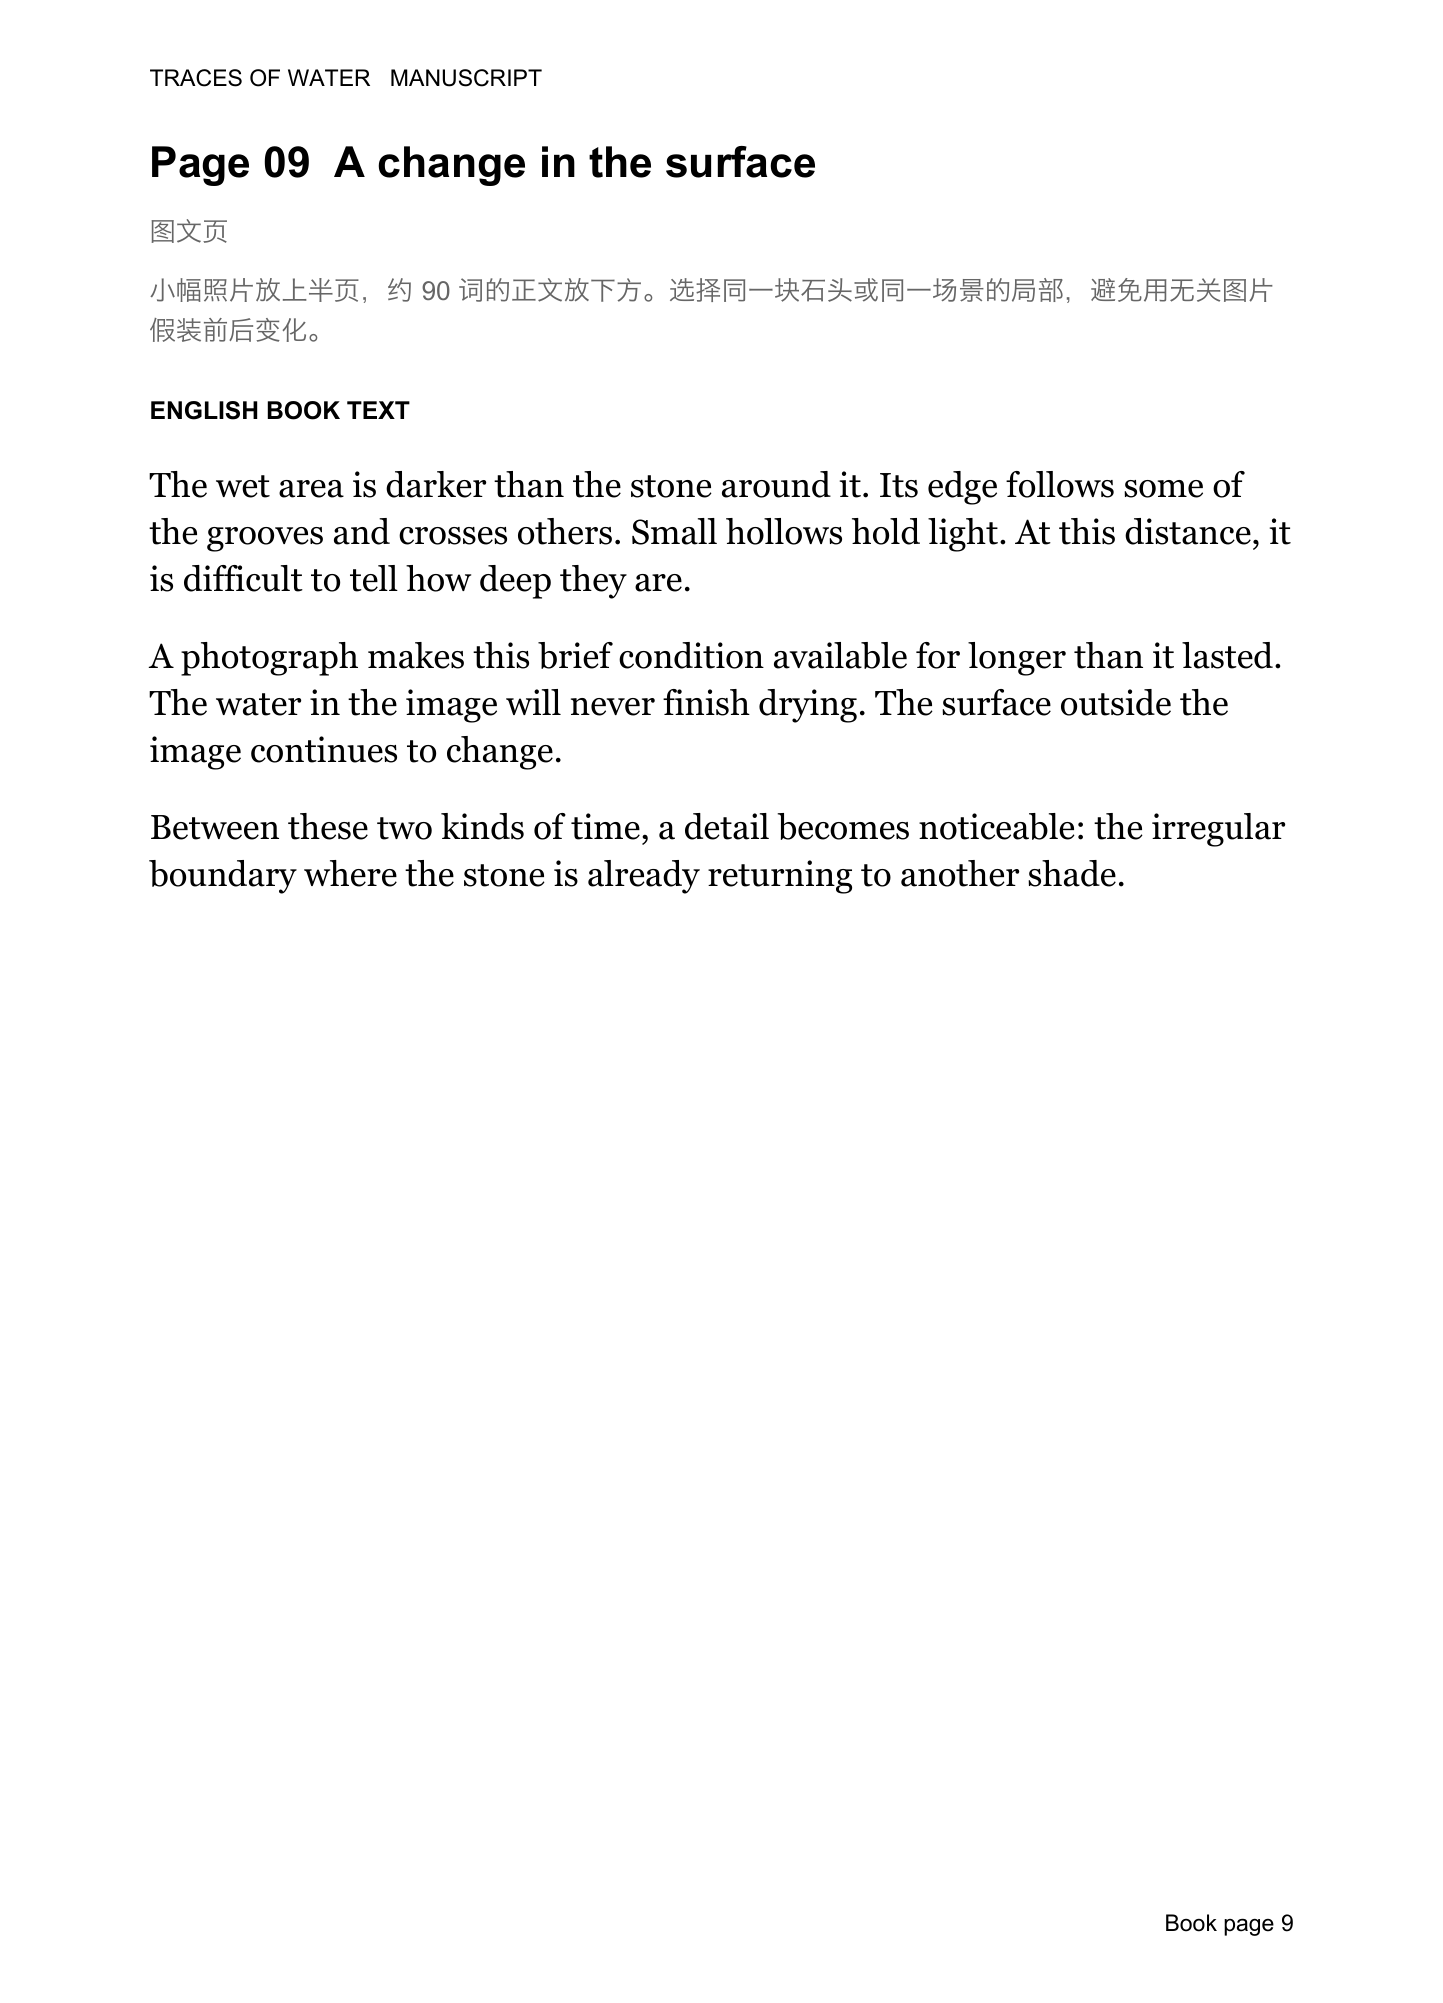 TRACES OF WATER MANUSCRIPT
Page 09 A change in the surface
图文页
小幅照片放上半页，约 90 词的正文放下方。选择同一块石头或同一场景的局部，避免用无关图片
假装前后变化。
ENGLISH BOOK TEXT
The wet area is darker than the stone around it. Its edge follows some of
the grooves and crosses others. Small hollows hold light. At this distance, it
is difficult to tell how deep they are.
A photograph makes this brief condition available for longer than it lasted.
The water in the image will never finish drying. The surface outside the
image continues to change.
Between these two kinds of time, a detail becomes noticeable: the irregular
boundary where the stone is already returning to another shade.
Book page 9